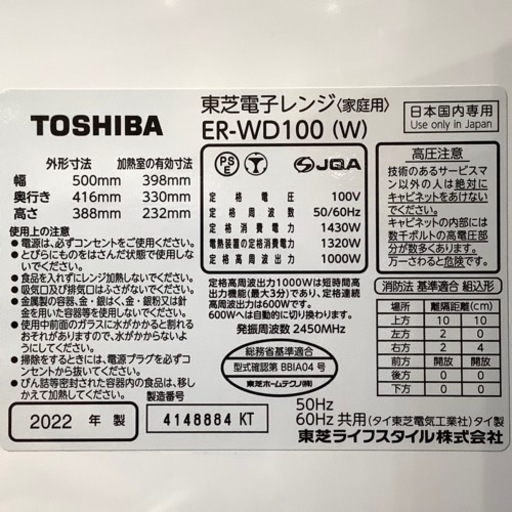 TOSHIBA
東芝電子レンジ〈家庭用〉
ER-WD100 (W)
日本国内専用
Use only in Japan
外形寸法 加熱室の有効寸法
幅 500mm 398mm
奥行き 416mm 330mm
高さ 388mm 232mm
PSE JQA
定格電圧 100V
定格周波数 50/60Hz
定格消費電力 1430W
電熱装置の定格消費電力 1320W
定格高周波出力 1000W
高圧注意
技術のあるサービスマン
以外の人は絶対に
キャビネットをあけないでください。
キャビネットの内部には
数千ボルトの高電圧部
分が数多くあります。
万一さわると危険です。
使用上の注意
●電源は、必ずコンセントをご使用ください。
●とびらにものをはさんだ状態で使用しな
いでください。
●食品を入れずにレンジ加熱しないでください。
●吸気口及び排気口はふさがないでください。
●金属製の容器、金・銀はく、金・銀粉又は針
金を用いた容器等を使用しないでください。
●使用中前面のガラスに水がかかると割れる
おそれがありますので、水がかからないよ
うにしてください。
●掃除をするときには、電源プラグを必ずコ
ンセントから抜いてください。
●びん詰等密封された容器内の食品は、移し
かえてください。
定格高周波出力1000Wは短時間高
出力機能(最大3分)であり、定格連続
高周波出力は600Wです。
600Wへは自動的に切り換わります。
発振周波数 2450MHz
総務省基準適合
型式確認第 BBIA04 号
東芝ホームテクノ(株)
消防法 基準適合 組込形
場所 離隔距離(cm)
上方 10 10
左方 2 0
右方 2 4
前方 開放 開放
後方 0 0
下方 0 0
2022 年 製
製造番号
4148884 KT
50Hz
60Hz 共用(タイ東芝電気工業社)タイ製
東芝ライフスタイル株式会社